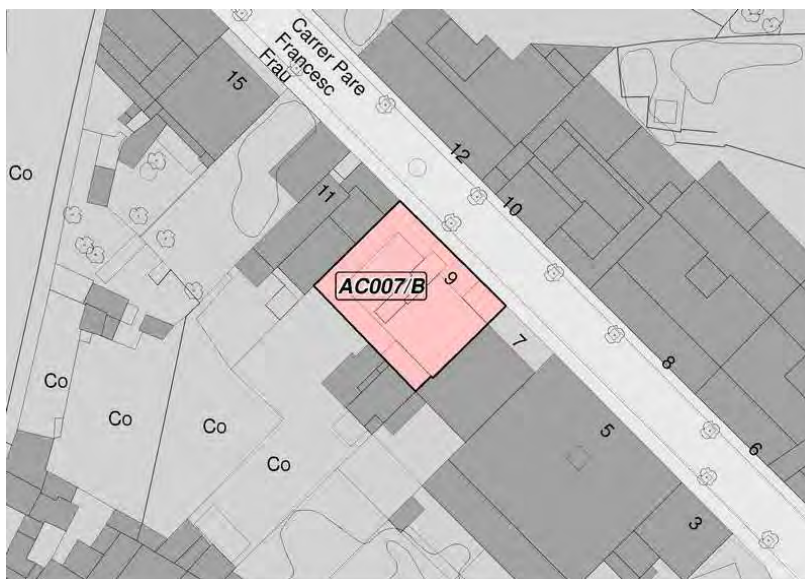 Carrer Pare
Francesc
Frau
15
12
Co
11
10
9
AC007/B
7
8
Co
Co
Co
5
6
Co
3